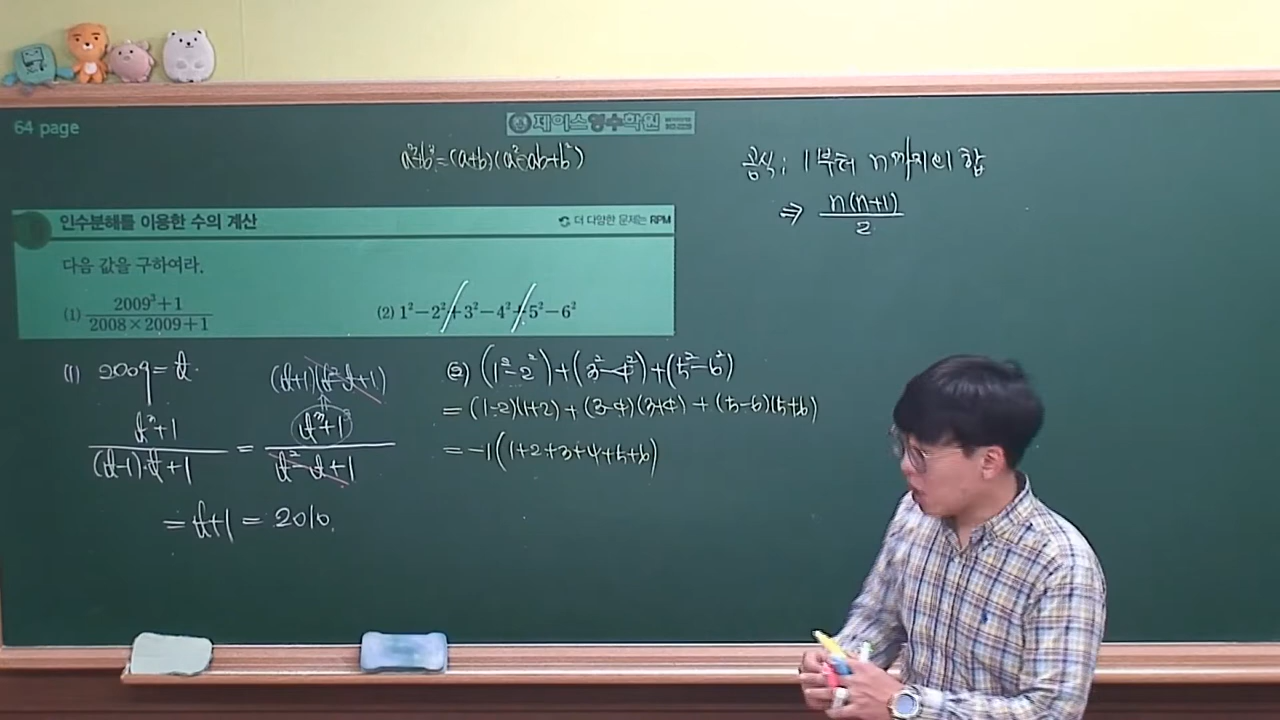 64 page
제이스영수학원
a³+b³=(a+b)(a²-ab+b²)
공식: 1부터 n까지의 합
⇒ n(n+1)/2
인수분해를 이용한 수의 계산
더 다양한 문제는 RPM
다음 값을 구하여라.
(1) 2009³+1 / 2008×2009+1
(2) 1²-2²+3²-4²+5²-6²
(1) 2009=t.
t³+1 / (t-1)·t+1 = t³+1 / t²-t+1
(t+1)(t²-t+1)
=t+1=2010.
(2) (1²-2²)+(3²-4²)+(5²-6²)
=(1-2)(1+2)+(3-4)(3+4)+(5-6)(5+6)
=-1(1+2+3+4+5+6)